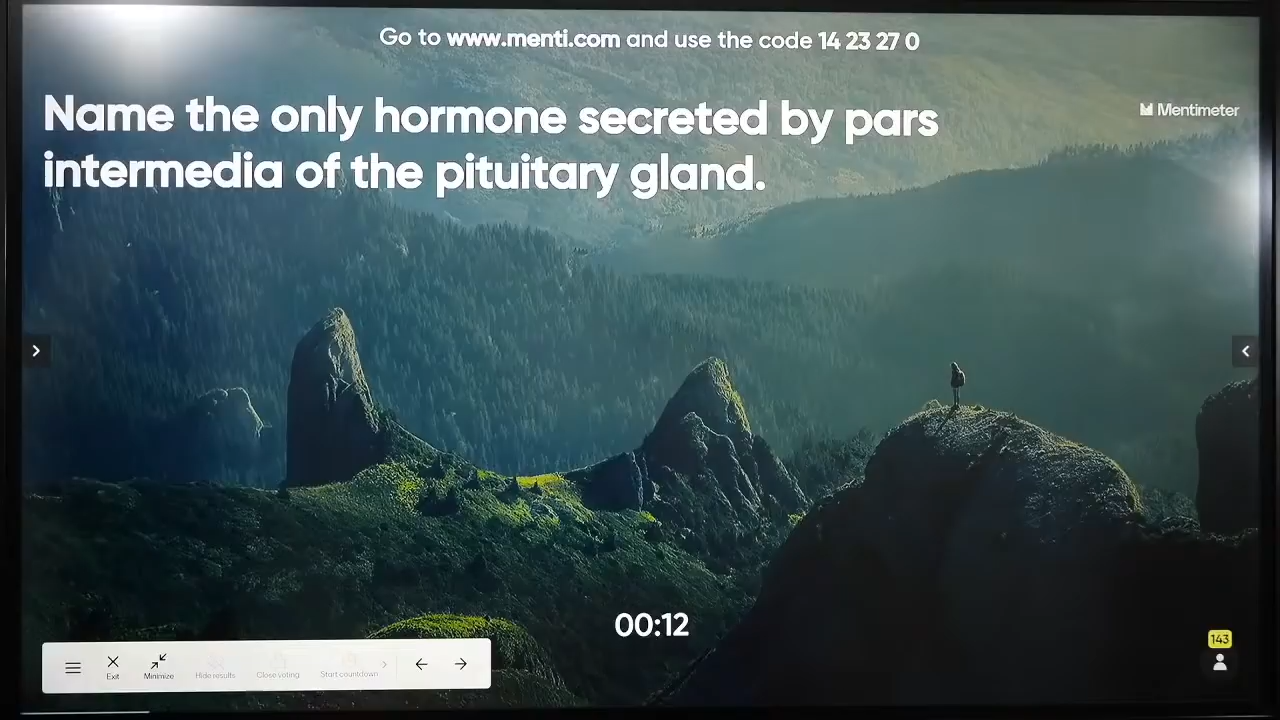 Go to www.menti.com and use the code 14 23 27 0
Name the only hormone secreted by pars
intermedia of the pituitary gland.
Mentimeter
00:12
143
Exit
Minimize
Hide results
Close voting
Start countdown